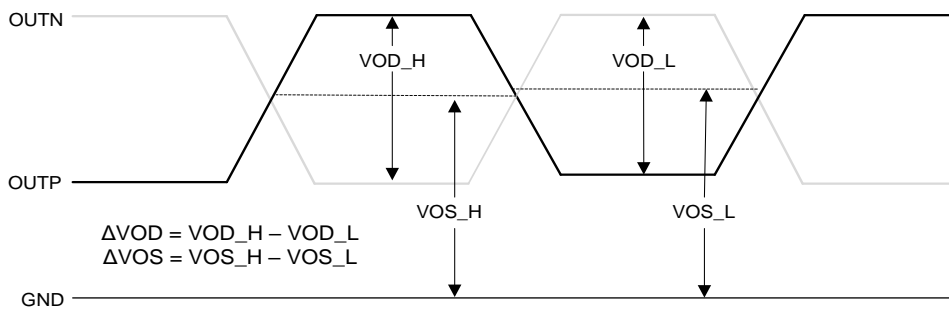 OUTN
VOD_H
VOD_L
OUTP
VOS_H
VOS_L
ΔVOD = VOD_H – VOD_L
ΔVOS = VOS_H – VOS_L
GND